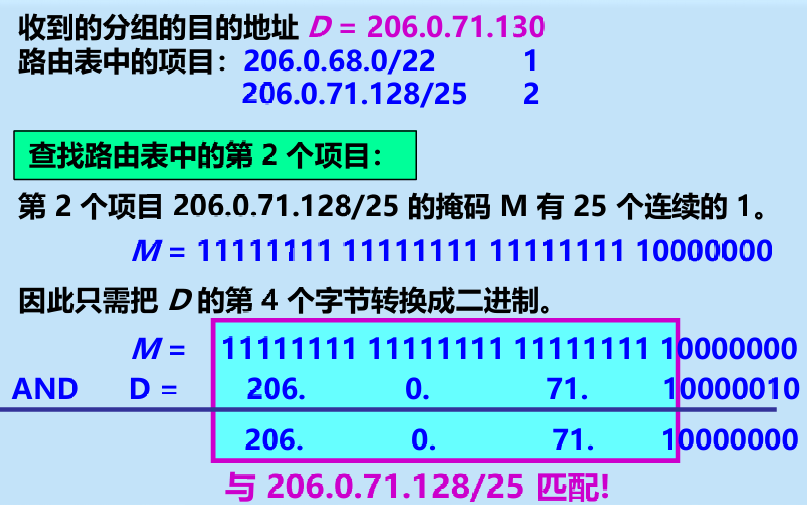 收到的分组的目的地址 D = 206.0.71.130
路由表中的项目：206.0.68.0/22 1
206.0.71.128/25 2
查找路由表中的第 2 个项目：
第 2 个项目 206.0.71.128/25 的掩码 M 有 25 个连续的 1。
M = 11111111 11111111 11111111 10000000
因此只需把 D 的第 4 个字节转换成二进制。
M = 11111111 11111111 11111111 10000000
AND D = 206. 0. 71. 10000010
206. 0. 71. 10000000
与 206.0.71.128/25 匹配!